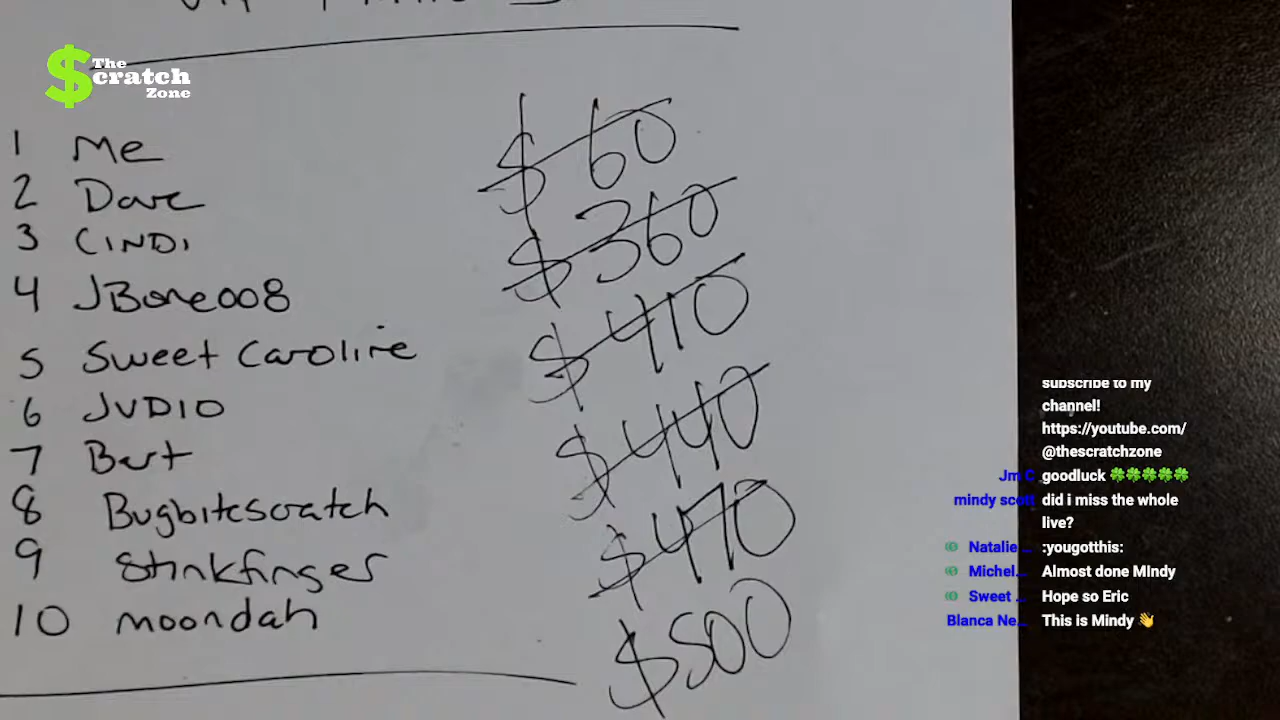 The
$cratch
Zone
1 Me $60
2 Dave $360
3 CINDI
4 JBone008 $410
5 Sweet Caroline
6 JVD10 $440
7 Bert
8 Bugbitescratch $470
9 Stinkfinger
10 moondah $500
subscribe to my
channel!
https://youtube.com/
@thescratchzone
Jm C goodluck 🍀🍀🍀🍀🍀
mindy scott did i miss the whole
live?
Natalie... :yougotthis:
Michel... Almost done MIndy
Sweet ... Hope so Eric
Blanca Ne... This is Mindy 👋